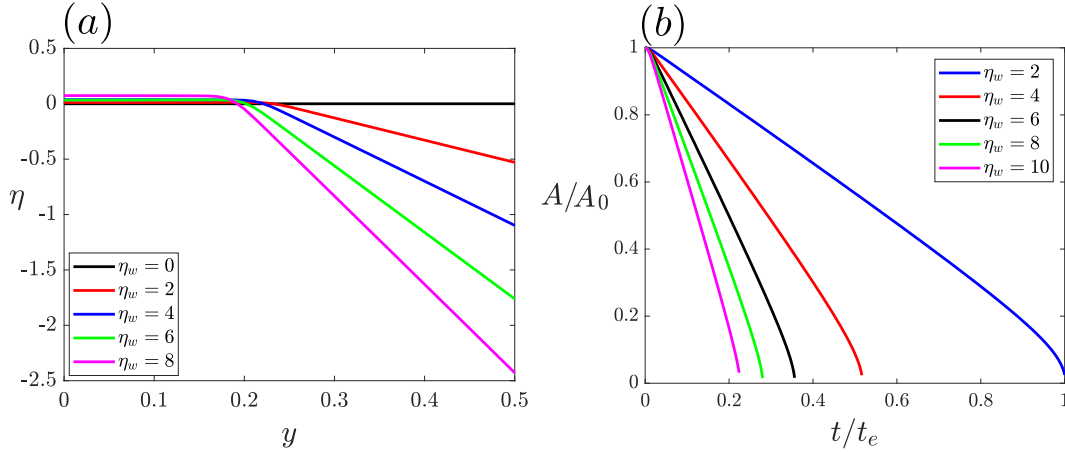 (a)
0.5
0
-0.5
-1
-1.5
-2
-2.5
η
0 0.1 0.2 0.3 0.4 0.5
y
η_w = 0
η_w = 2
η_w = 4
η_w = 6
η_w = 8
(b)
1
0.8
0.6
0.4
0.2
0
A/A_0
0 0.2 0.4 0.6 0.8 1
t/t_e
η_w = 2
η_w = 4
η_w = 6
η_w = 8
η_w = 10